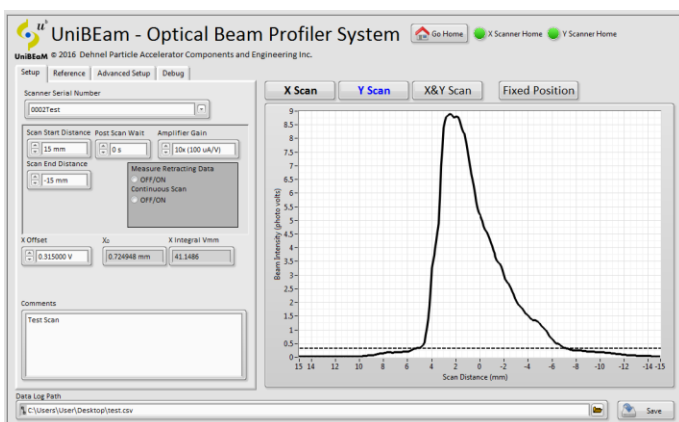 u³
UniBEaM
UniBEam - Optical Beam Profiler System
© 2016 Dehnel Particle Accelerator Components and Engineering Inc.
Go Home
X Scanner Home
Y Scanner Home
Setup
Reference
Advanced Setup
Debug
Scanner Serial Number
0002Test
Scan Start Distance
Post Scan Wait
Amplifier Gain
15 mm
0 s
10x (100 uA/V)
Scan End Distance
-15 mm
Measure Retracting Data
OFF/ON
Continuous Scan
OFF/ON
X Offset
X₀
X Integral Vmm
0.315000 V
0.724948 mm
41.1486
Comments
Test Scan
X Scan
Y Scan
X&Y Scan
Fixed Position
Beam Intensity (photo volts)
9
8.5
8
7.5
7
6.5
6
5.5
5
4.5
4
3.5
3
2.5
2
1.5
1
0.5
0
15 14 12 10 8 6 4 2 0 -2 -4 -6 -8 -10 -12 -14 -15
Scan Distance (mm)
Data Log Path
C:\Users\User\Desktop\test.csv
Save